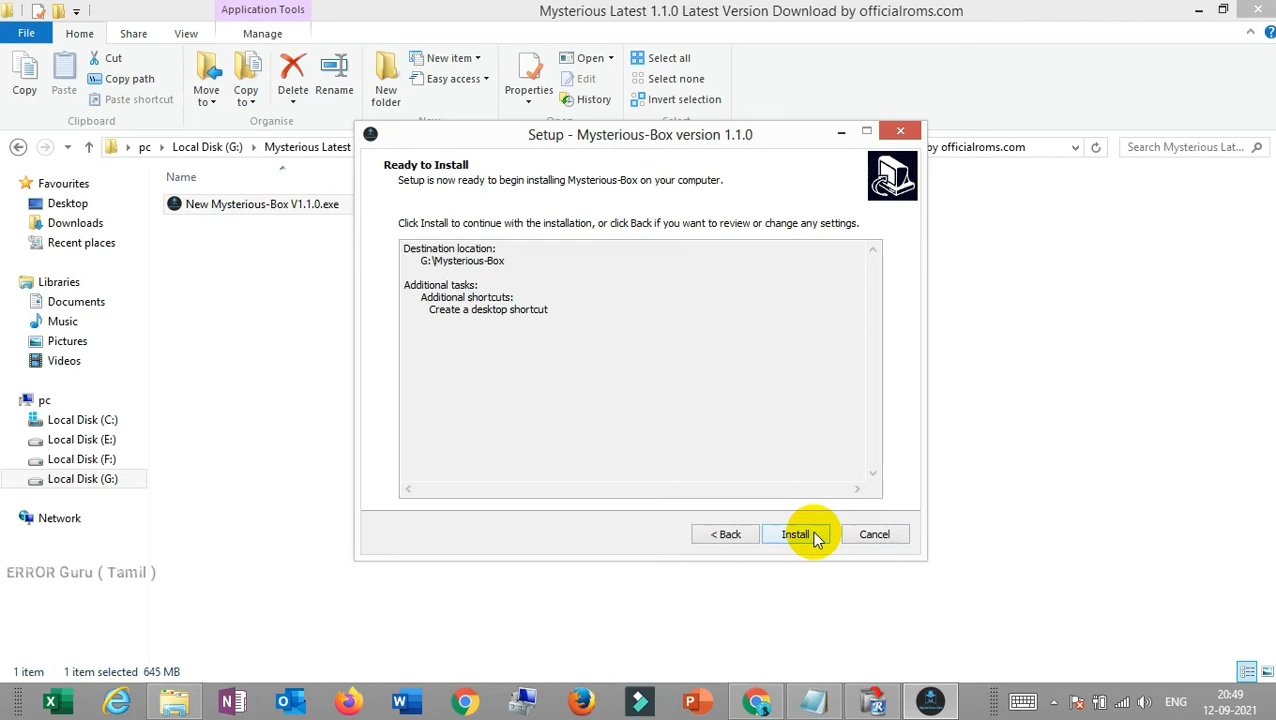 Application Tools
Mysterious Latest 1.1.0 Latest Version Download by officialroms.com
File
Home
Share
View
Manage
Copy
Paste
Cut
Copy path
Paste shortcut
Clipboard
Move to
Copy to
Delete
Rename
Organise
New folder
New item
Easy access
Properties
Open
Edit
History
Select all
Select none
Invert selection
pc
Local Disk (G:)
Mysterious Latest
by officialroms.com
Search Mysterious Lat...
Favourites
Desktop
Downloads
Recent places
Libraries
Documents
Music
Pictures
Videos
pc
Local Disk (C:)
Local Disk (E:)
Local Disk (F:)
Local Disk (G:)
Network
Name
New Mysterious-Box V1.1.0.exe
Setup - Mysterious-Box version 1.1.0
Ready to Install
Setup is now ready to begin installing Mysterious-Box on your computer.
Click Install to continue with the installation, or click Back if you want to review or change any settings.
Destination location:
G:\Mysterious-Box
Additional tasks:
Additional shortcuts:
Create a desktop shortcut
< Back
Install
Cancel
ERROR Guru ( Tamil )
1 item
1 item selected 645 MB
ENG
20:49
12-09-2021